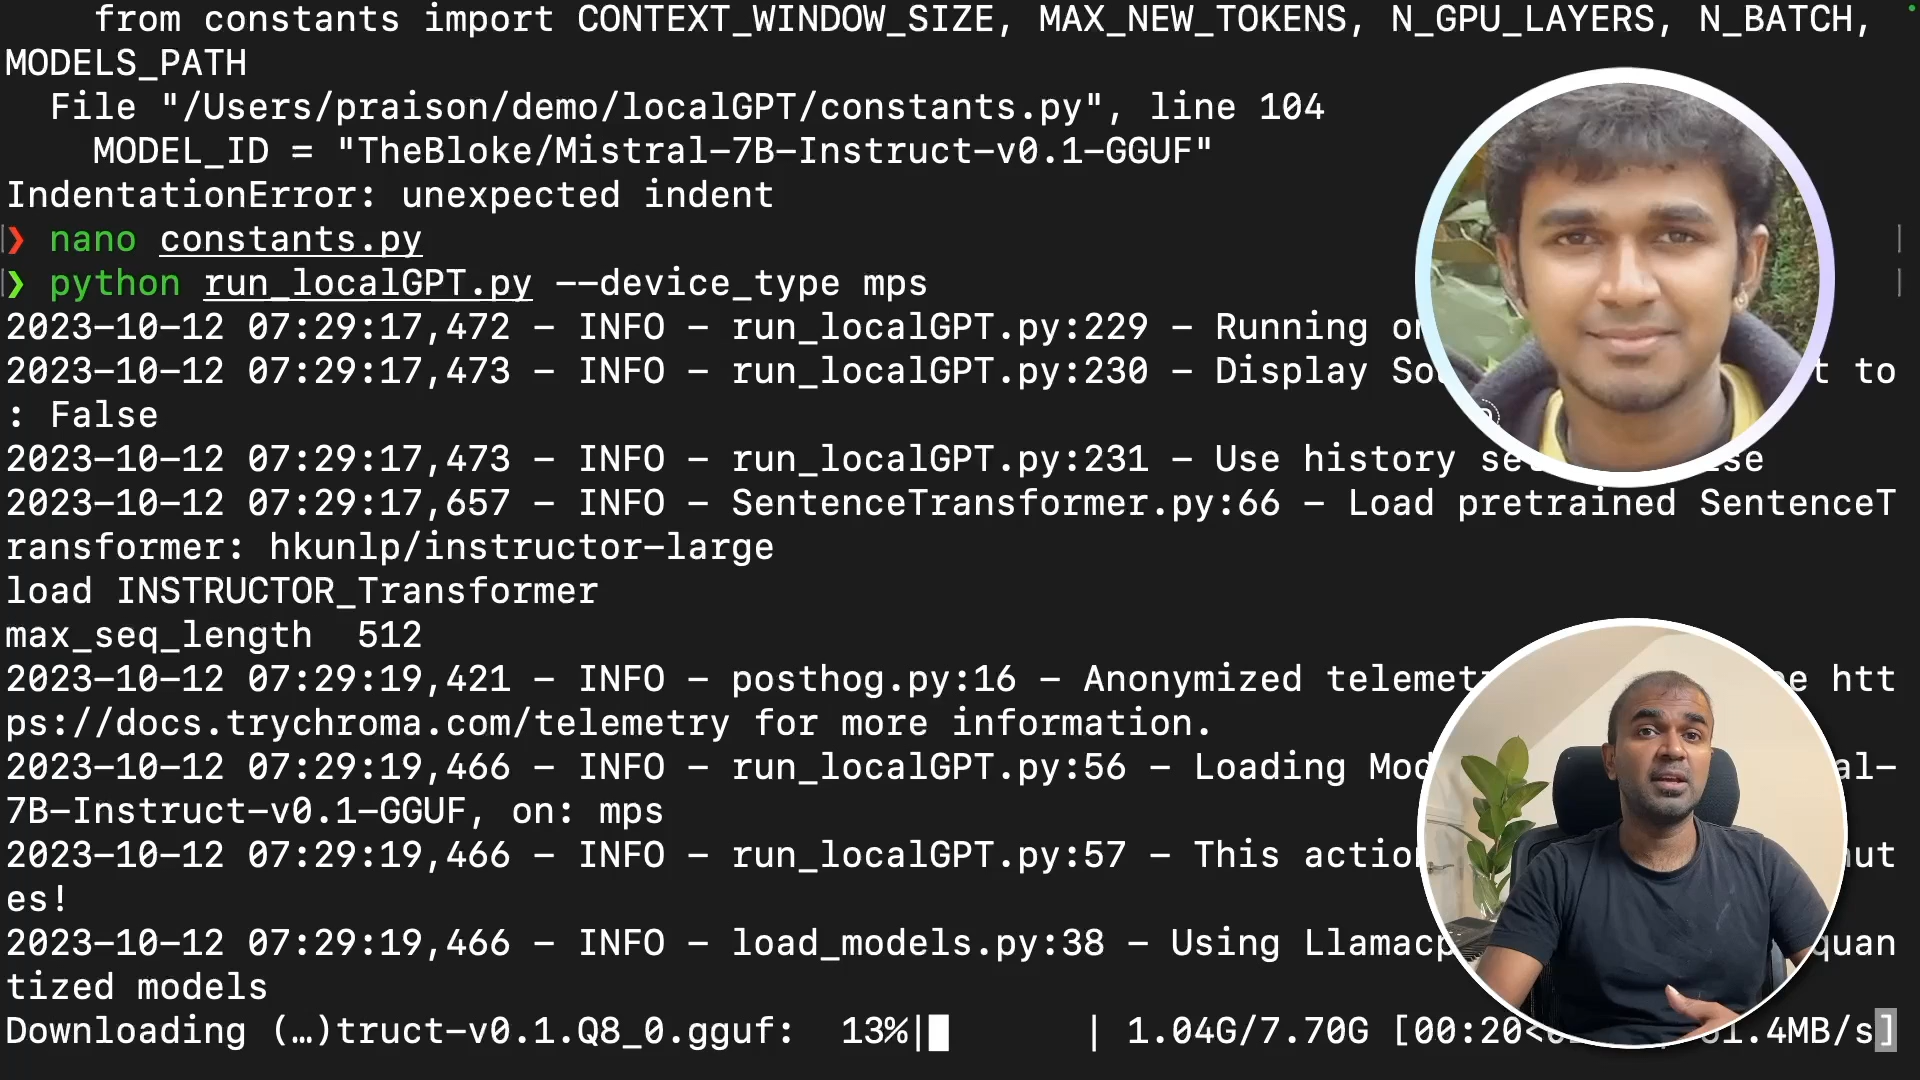 from constants import CONTEXT_WINDOW_SIZE, MAX_NEW_TOKENS, N_GPU_LAYERS, N_BATCH,
MODELS_PATH
File "/Users/praison/demo/localGPT/constants.py", line 104
MODEL_ID = "TheBloke/Mistral-7B-Instruct-v0.1-GGUF"
IndentationError: unexpected indent
❯ nano constants.py
❯ python run_localGPT.py --device_type mps
2023-10-12 07:29:17,472 - INFO - run_localGPT.py:229 - Running
2023-10-12 07:29:17,473 - INFO - run_localGPT.py:230 - Display to
: False
2023-10-12 07:29:17,473 - INFO - run_localGPT.py:231 - Use history
2023-10-12 07:29:17,657 - INFO - SentenceTransformer.py:66 - Load pretrained SentenceT
ransformer: hkunlp/instructor-large
load INSTRUCTOR_Transformer
max_seq_length  512
2023-10-12 07:29:19,421 - INFO - posthog.py:16 - Anonymized htt
ps://docs.trychroma.com/telemetry for more information.
2023-10-12 07:29:19,466 - INFO - run_localGPT.py:56 - Loading al-
7B-Instruct-v0.1-GGUF, on: mps
2023-10-12 07:29:19,466 - INFO - run_localGPT.py:57 - This
es!
2023-10-12 07:29:19,466 - INFO - load_models.py:38 - Using quan
tized models
Downloading (…)truct-v0.1.Q8_0.gguf:  13%| | 1.04G/7.70G [00:20< 1.4MB/s]